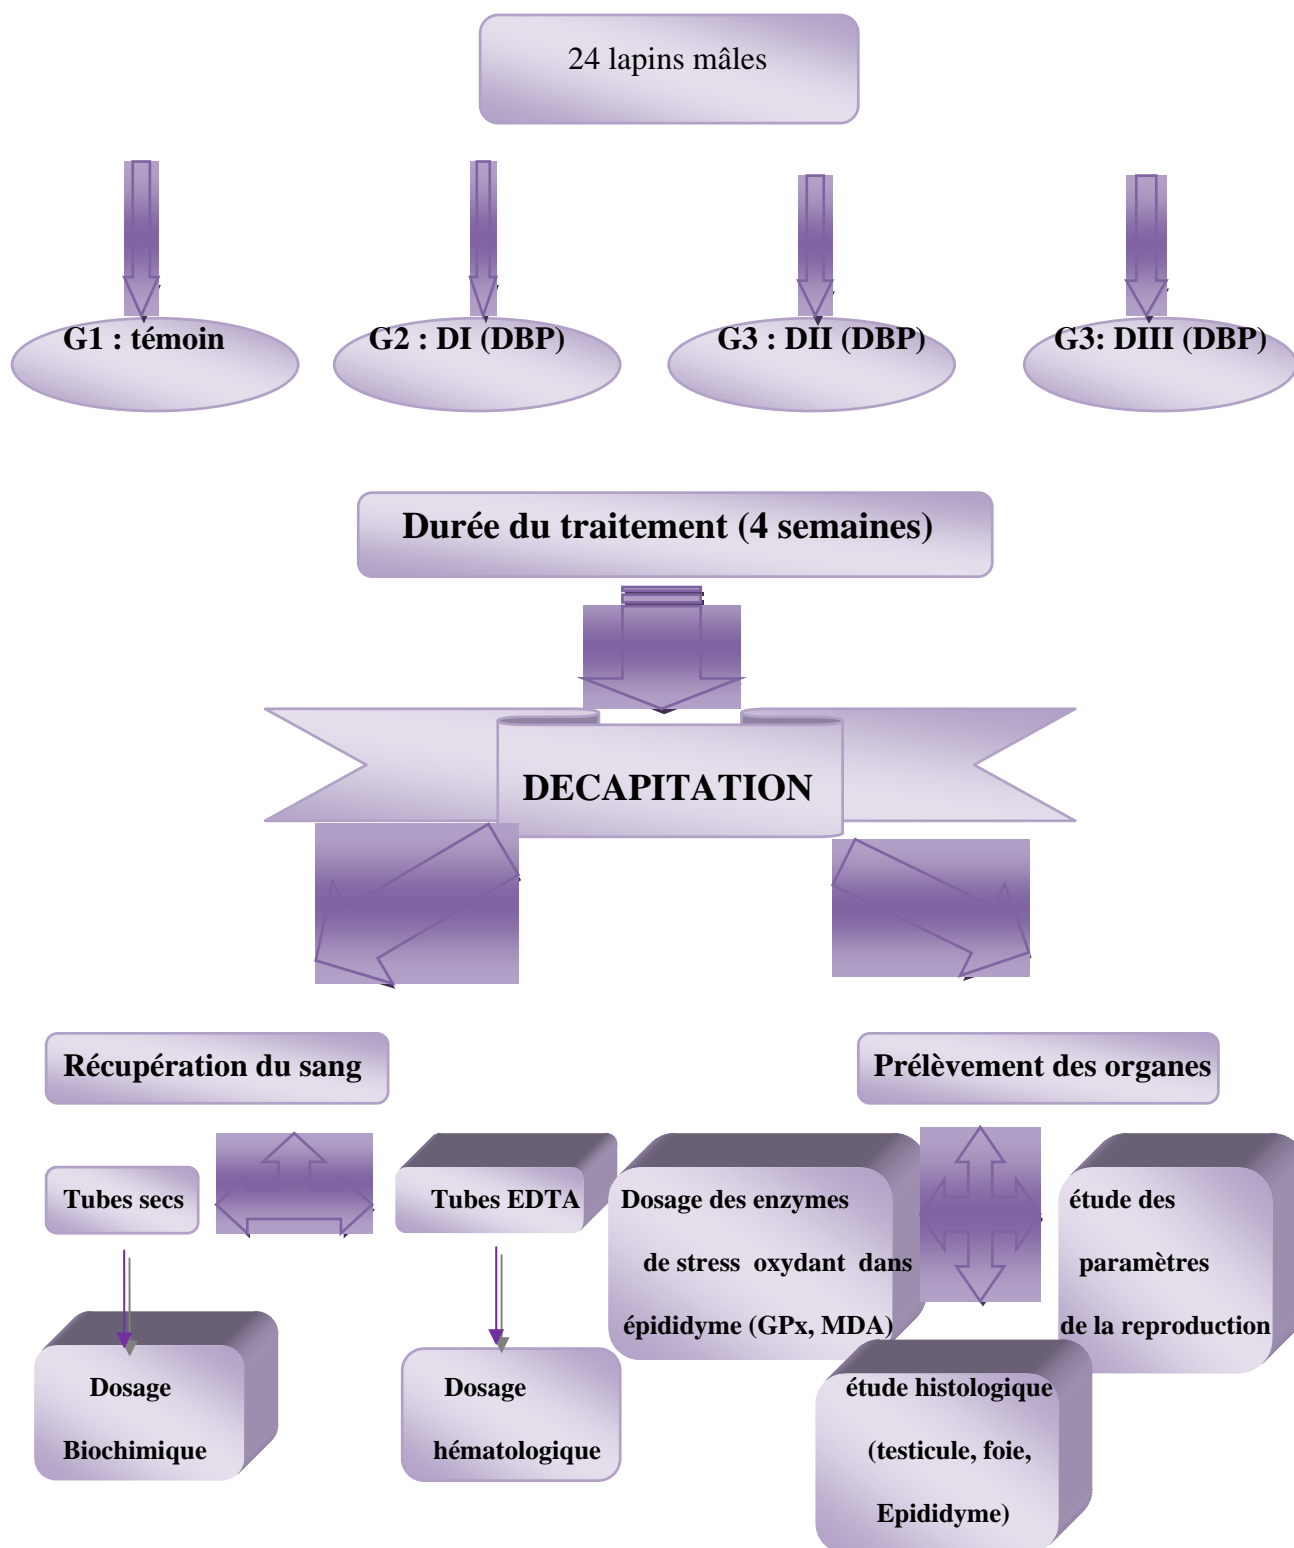 24 lapins mâles
G1 : témoin
G2 : DI (DBP)
G3 : DII (DBP)
G3: DIII (DBP)
Durée du traitement (4 semaines)
DECAPITATION
Récupération du sang
Prélèvement des organes
Tubes secs
Tubes EDTA
Dosage
Biochimique
Dosage
hématologique
Dosage des enzymes
de stress oxydant dans
épididyme (GPx, MDA)
étude des
paramètres
de la reproduction
étude histologique
(testicule, foie,
Epididyme)